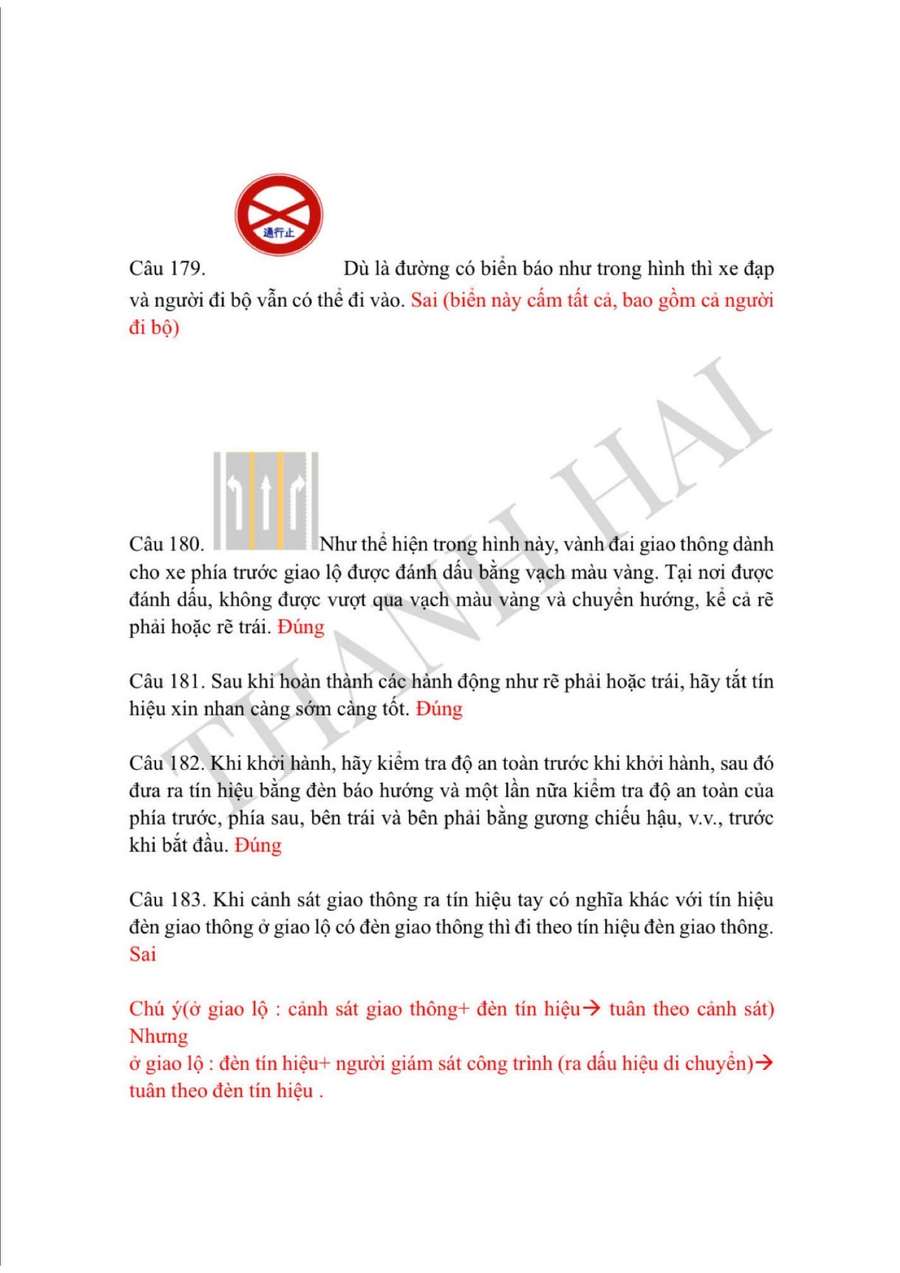 通行止
Câu 179. Dù là đường có biển báo như trong hình thì xe đạp
và người đi bộ vẫn có thể đi vào. Sai (biển này cấm tất cả, bao gồm cả người
đi bộ)
THANH HAI
Câu 180. Như thể hiện trong hình này, vành đai giao thông dành
cho xe phía trước giao lộ được đánh dấu bằng vạch màu vàng. Tại nơi được
đánh dấu, không được vượt qua vạch màu vàng và chuyển hướng, kể cả rẽ
phải hoặc rẽ trái. Đúng
Câu 181. Sau khi hoàn thành các hành động như rẽ phải hoặc trái, hãy tắt tín
hiệu xin nhan càng sớm càng tốt. Đúng
Câu 182. Khi khởi hành, hãy kiểm tra độ an toàn trước khi khởi hành, sau đó
đưa ra tín hiệu bằng đèn báo hướng và một lần nữa kiểm tra độ an toàn của
phía trước, phía sau, bên trái và bên phải bằng gương chiếu hậu, v.v., trước
khi bắt đầu. Đúng
Câu 183. Khi cảnh sát giao thông ra tín hiệu tay có nghĩa khác với tín hiệu
đèn giao thông ở giao lộ có đèn giao thông thì đi theo tín hiệu đèn giao thông.
Sai
Chú ý(ở giao lộ : cảnh sát giao thông+ đèn tín hiệu→ tuân theo cảnh sát)
Nhưng
ở giao lộ : đèn tín hiệu+ người giám sát công trình (ra dấu hiệu di chuyển)→
tuân theo đèn tín hiệu .